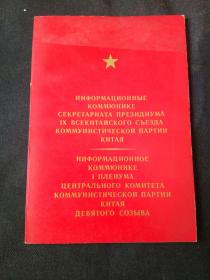 ИНФОРМАЦИОННЫЕ
КОММЮНИКЕ
СЕКРЕТАРИАТА ПРЕЗИДИУМА
IX ВСЕКИТАЙСКОГО СЪЕЗДА
КОММУНИСТИЧЕСКОЙ ПАРТИИ
КИТАЯ
ИНФОРМАЦИОННОЕ
КОММЮНИКЕ
I ПЛЕНУМА
ЦЕНТРАЛЬНОГО КОМИТЕТА
КОММУНИСТИЧЕСКОЙ ПАРТИИ
КИТАЯ
ДЕВЯТОГО СОЗЫВА